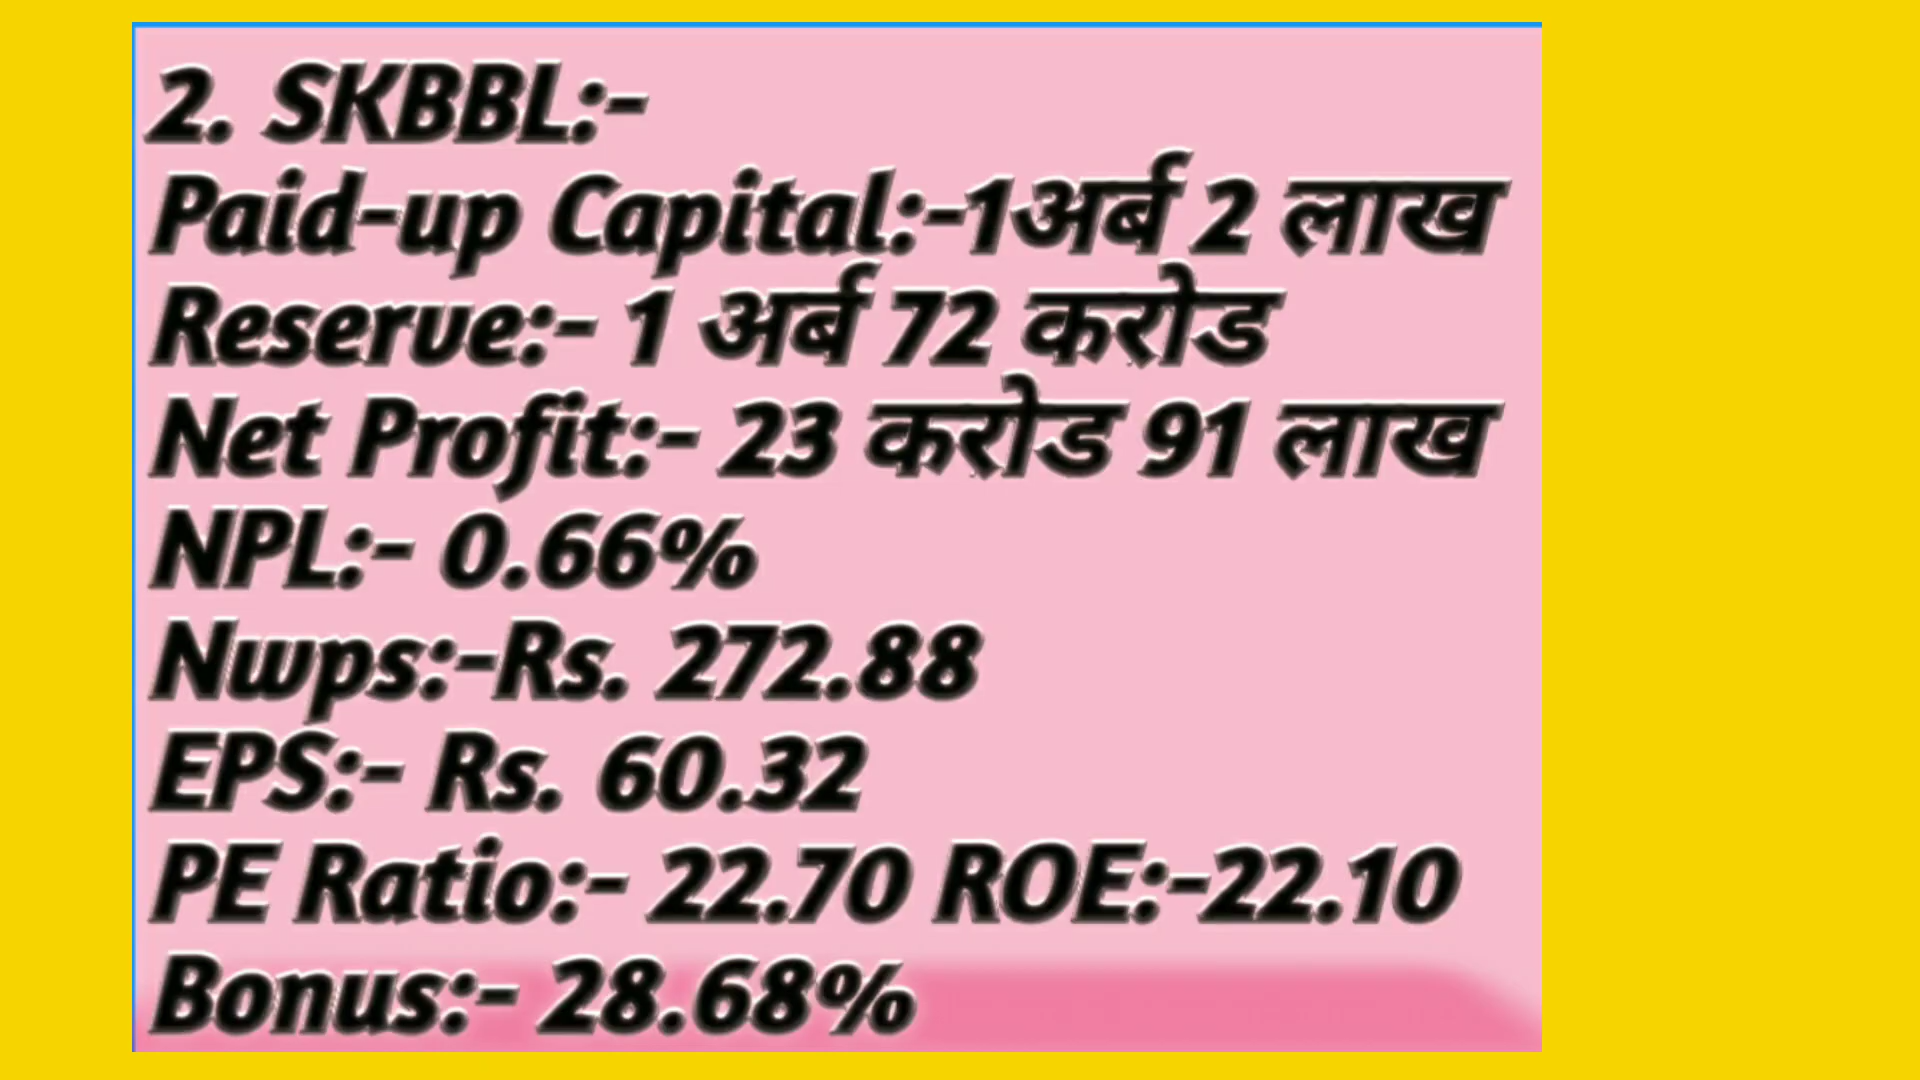 2. SKBBL:-
Paid-up Capital:-1अर्ब 2 लाख
Reserve:- 1 अर्ब 72 करोड
Net Profit:- 23 करोड 91 लाख
NPL:- 0.66%
Nwps:-Rs. 272.88
EPS:- Rs. 60.32
PE Ratio:- 22.70 ROE:-22.10
Bonus:- 28.68%